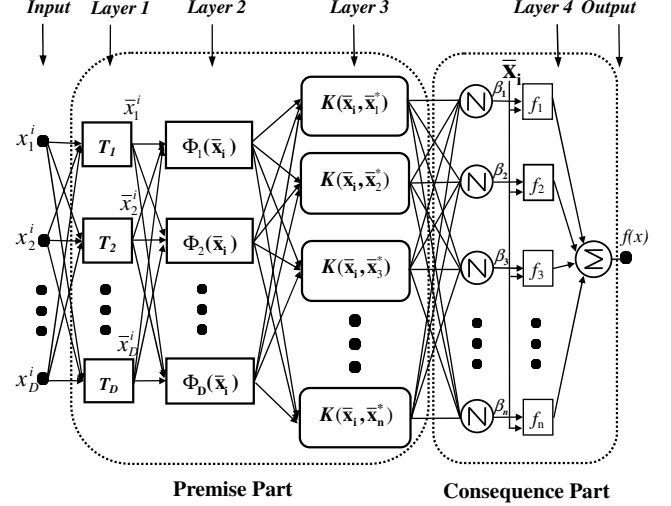 Input Layer 1 Layer 2 Layer 3 Layer 4 Output
x̄₁ⁱ x̄ᵢ
x₁ⁱ T₁ Φ₁(x̄ᵢ) K(x̄ᵢ,x̄₁*) N β₁ f₁
x̄₂ⁱ K(x̄ᵢ,x̄₂*) N β₂ f₂
x₂ⁱ T₂ Φ₂(x̄ᵢ) K(x̄ᵢ,x̄₃*) N β₃ f₃ Σ f(x)
x̄_Dⁱ
x_Dⁱ T_D Φ_D(x̄ᵢ) K(x̄ᵢ,x̄ₙ*) N βₙ fₙ
Premise Part Consequence Part